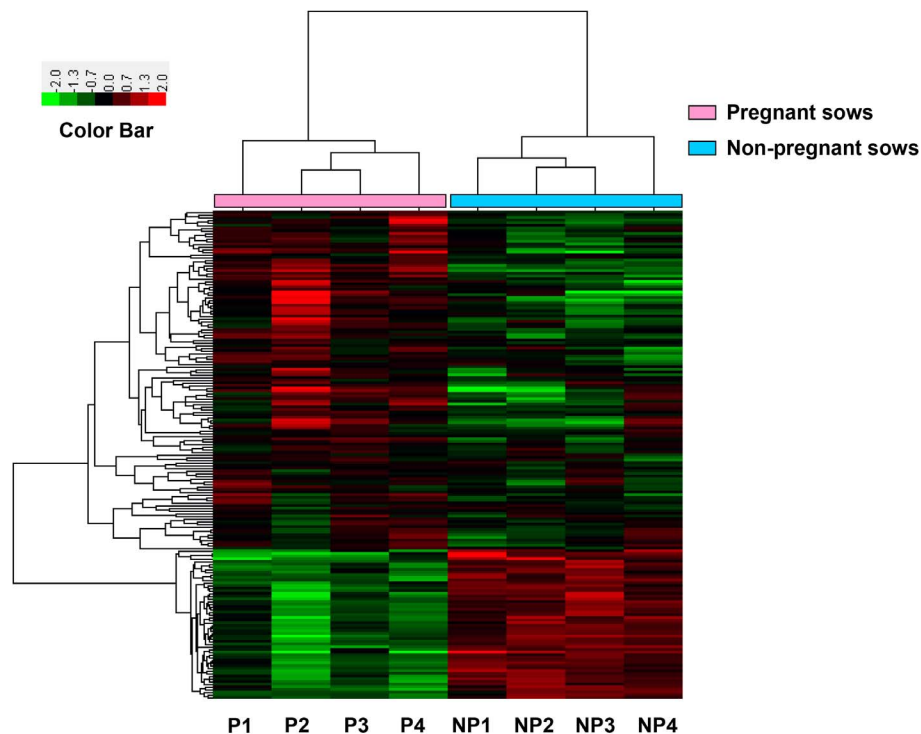 -2.0 -1.3 -0.7 0.0 0.7 1.3 2.0
Color Bar
Pregnant sows
Non-pregnant sows
P1 P2 P3 P4 NP1 NP2 NP3 NP4